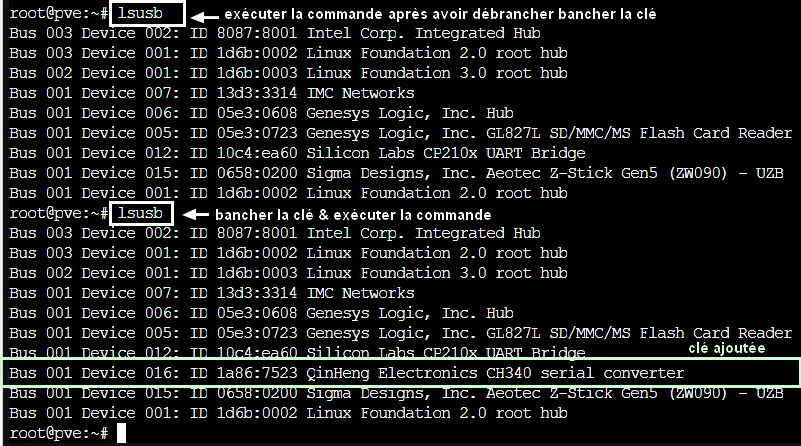 root@pve:~# lsusb exécuter la commande après avoir débrancher bancher la clé
Bus 003 Device 002: ID 8087:8001 Intel Corp. Integrated Hub
Bus 003 Device 001: ID 1d6b:0002 Linux Foundation 2.0 root hub
Bus 002 Device 001: ID 1d6b:0003 Linux Foundation 3.0 root hub
Bus 001 Device 007: ID 13d3:3314 IMC Networks
Bus 001 Device 006: ID 05e3:0608 Genesys Logic, Inc. Hub
Bus 001 Device 005: ID 05e3:0723 Genesys Logic, Inc. GL827L SD/MMC/MS Flash Card Reader
Bus 001 Device 012: ID 10c4:ea60 Silicon Labs CP210x UART Bridge
Bus 001 Device 015: ID 0658:0200 Sigma Designs, Inc. Aeotec Z-Stick Gen5 (ZW090) - UZB
Bus 001 Device 001: ID 1d6b:0002 Linux Foundation 2.0 root hub
root@pve:~# lsusb bancher la clé & exécuter la commande
Bus 003 Device 002: ID 8087:8001 Intel Corp. Integrated Hub
Bus 003 Device 001: ID 1d6b:0002 Linux Foundation 2.0 root hub
Bus 002 Device 001: ID 1d6b:0003 Linux Foundation 3.0 root hub
Bus 001 Device 007: ID 13d3:3314 IMC Networks
Bus 001 Device 006: ID 05e3:0608 Genesys Logic, Inc. Hub
Bus 001 Device 005: ID 05e3:0723 Genesys Logic, Inc. GL827L SD/MMC/MS Flash Card Reader
Bus 001 Device 012: ID 10c4:ea60 Silicon Labs CP210x UART Bridge
clé ajoutée
Bus 001 Device 016: ID 1a86:7523 QinHeng Electronics CH340 serial converter
Bus 001 Device 015: ID 0658:0200 Sigma Designs, Inc. Aeotec Z-Stick Gen5 (ZW090) - UZB
Bus 001 Device 001: ID 1d6b:0002 Linux Foundation 2.0 root hub
root@pve:~#